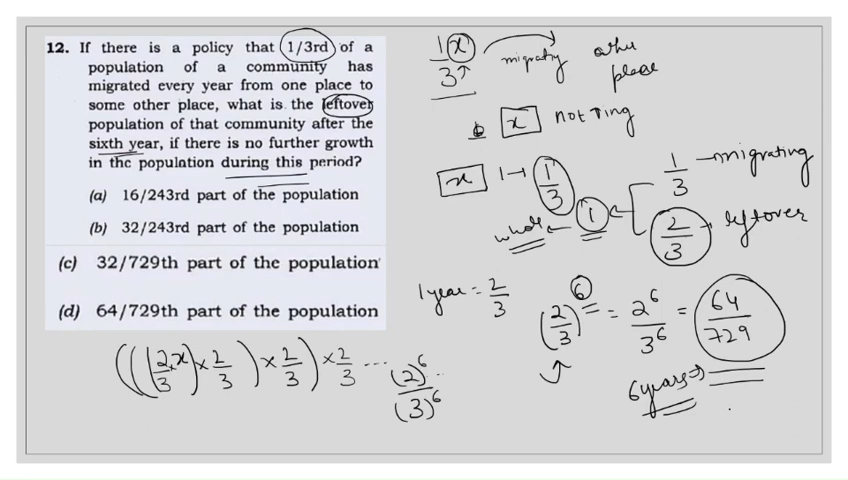 12. If there is a policy that 1/3rd of a
population of a community has
migrated every year from one place to
some other place, what is the leftover
population of that community after the
sixth year, if there is no further growth
in the population during this period?
(a) 16/243rd part of the population
(b) 32/243rd part of the population
(c) 32/729th part of the population
(d) 64/729th part of the population
1/3 x migrating other place
x not ↑ing
x 1→ 1/3
whole ← 1
1/3 → migrating
2/3 → leftover
1 year = 2/3
(2/3)^6 = 2^6/3^6 = 64/729
6 years ⇒
(((2/3 × x) × 2/3) × 2/3) × 2/3 ... (2)^6/(3)^6